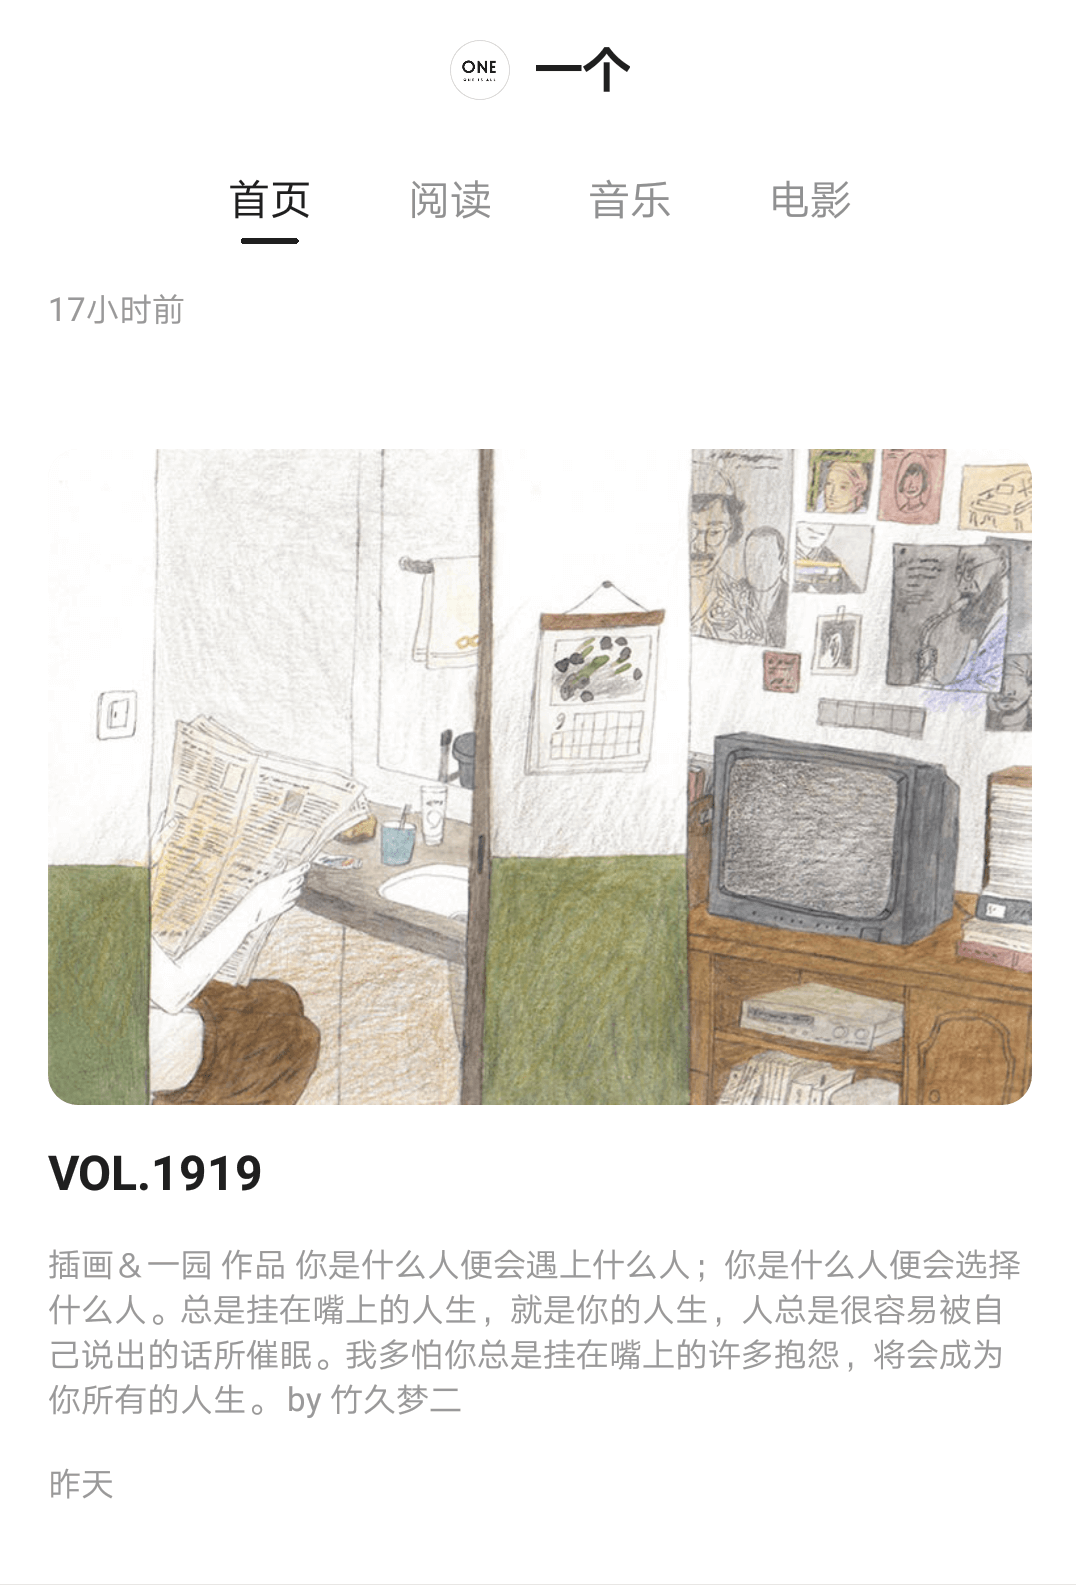 ONE
ONE IS ALL
一个
首页 阅读 音乐 电影
17小时前
9
VOL.1919
插画＆一园 作品 你是什么人便会遇上什么人；你是什么人便会选择
什么人。总是挂在嘴上的人生，就是你的人生，人总是很容易被自
己说出的话所催眠。我多怕你总是挂在嘴上的许多抱怨，将会成为
你所有的人生。 by 竹久梦二
昨天